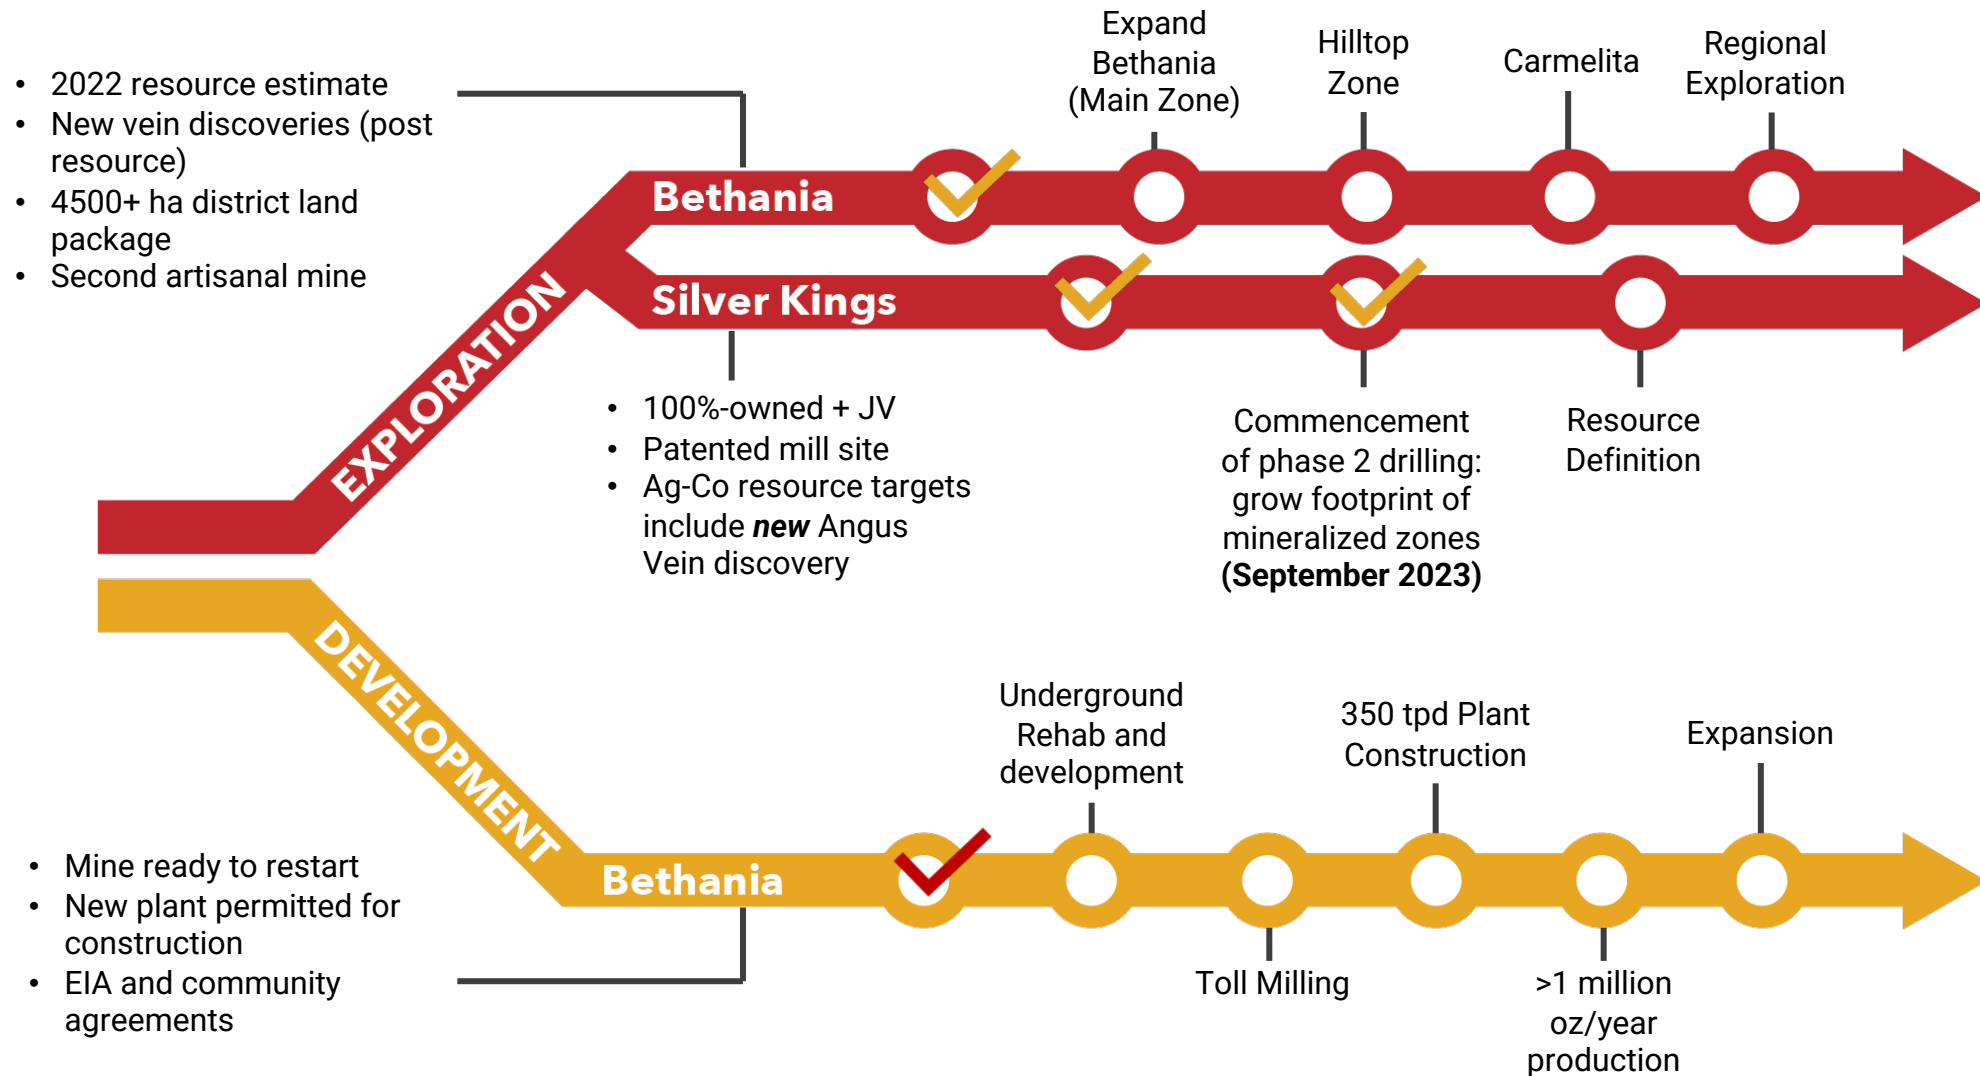 • 2022 resource estimate
• New vein discoveries (post
resource)
• 4500+ ha district land
package
• Second artisanal mine
Expand
Bethania
(Main Zone)
Hilltop
Zone
Carmelita
Regional
Exploration
Bethania
Silver Kings
EXPLORATION
• 100%-owned + JV
• Patented mill site
• Ag-Co resource targets
include new Angus
Vein discovery
Commencement
of phase 2 drilling:
grow footprint of
mineralized zones
(September 2023)
Resource
Definition
DEVELOPMENT
Underground
Rehab and
development
350 tpd Plant
Construction
Expansion
Bethania
• Mine ready to restart
• New plant permitted for
construction
• EIA and community
agreements
Toll Milling
>1 million
oz/year
production